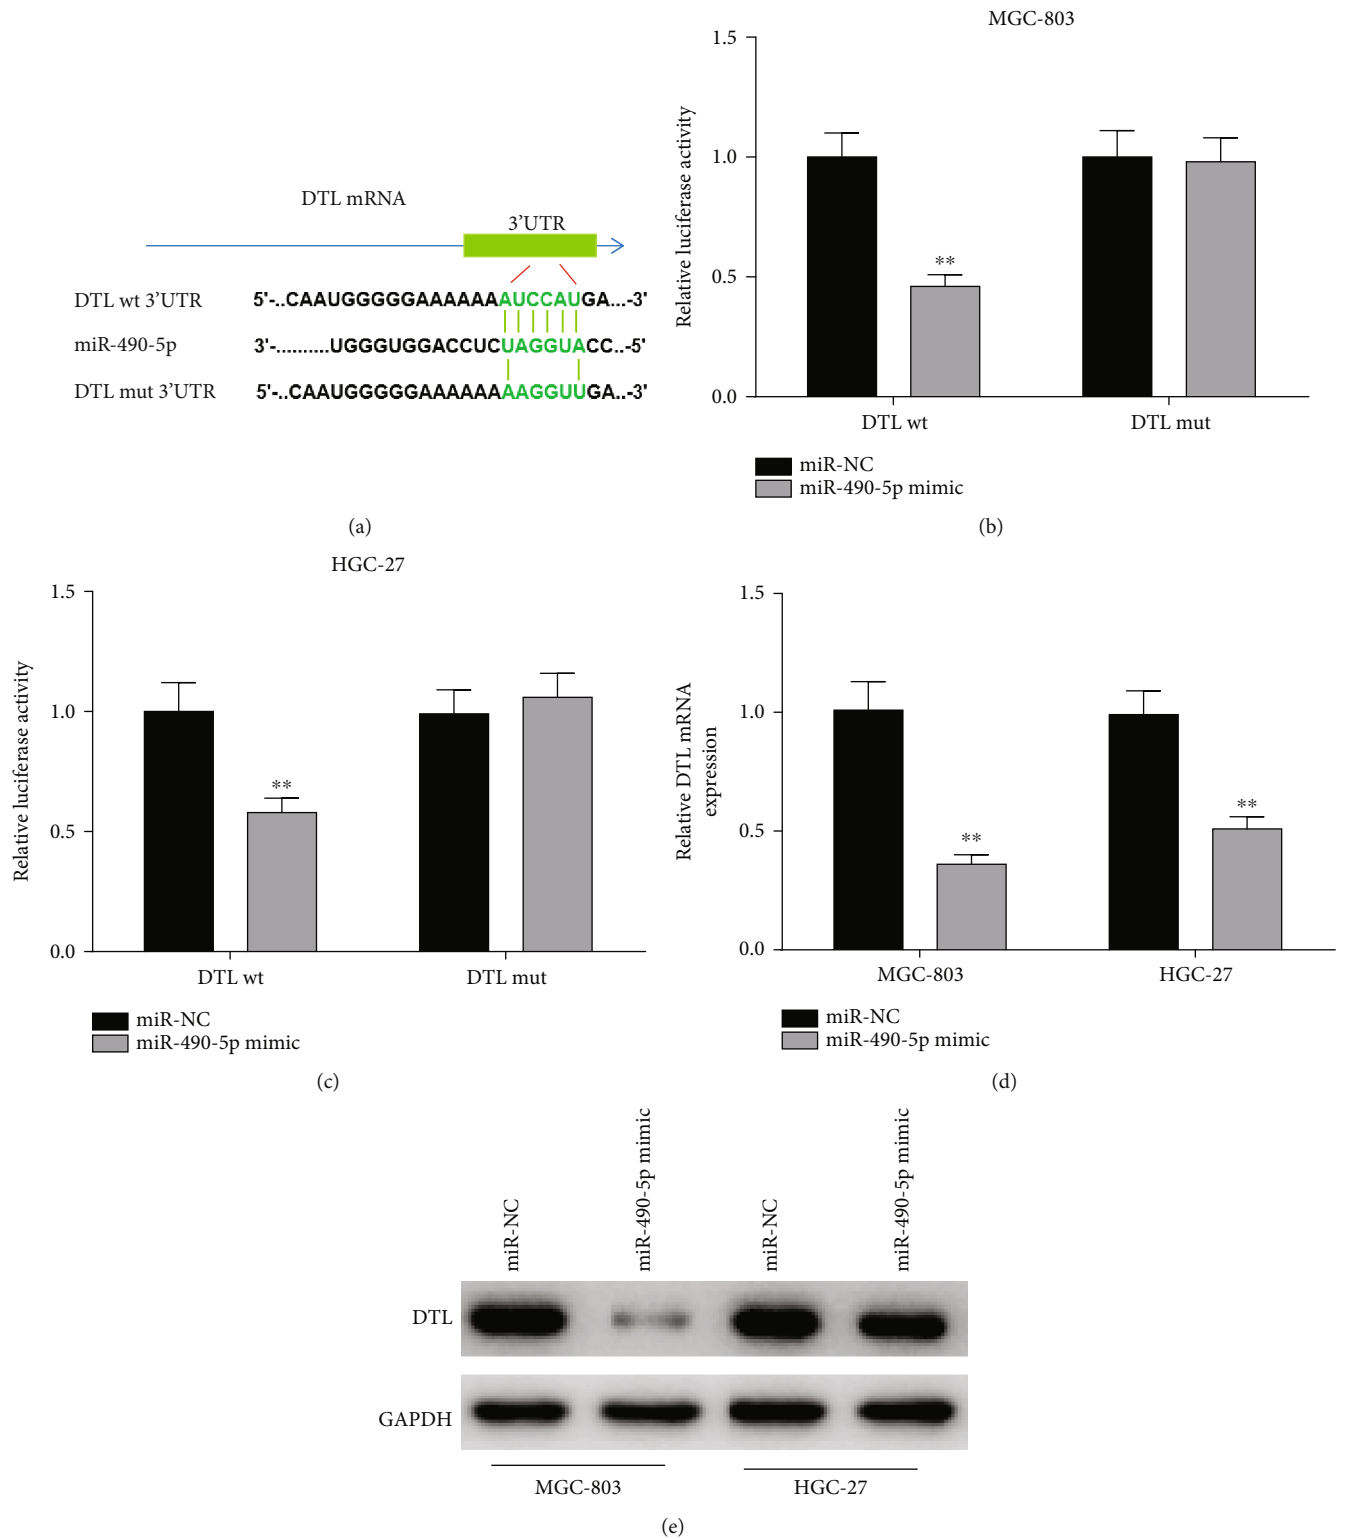 DTL mRNA
3'UTR
DTL wt 3'UTR 5'-..CAAUGGGGGAAAAAAAUCCAUGA...-3'
miR-490-5p 3'-..........UGGGUGGACCUCUAGGUACC..-5'
DTL mut 3'UTR 5'-..CAAUGGGGGAAAAAAAAGGUUGA..-3'
(a)
MGC-803
Relative luciferase activity
1.5
1.0
0.5
0.0
**
DTL wt DTL mut
miR-NC
miR-490-5p mimic
(b)
HGC-27
Relative luciferase activity
1.5
1.0
0.5
0.0
**
DTL wt DTL mut
miR-NC
miR-490-5p mimic
(c)
Relative DTL mRNA
expression
1.5
1.0
0.5
0.0
**
**
MGC-803 HGC-27
miR-NC
miR-490-5p mimic
(d)
miR-NC
miR-490-5p mimic
miR-NC
miR-490-5p mimic
DTL
GAPDH
MGC-803 HGC-27
(e)